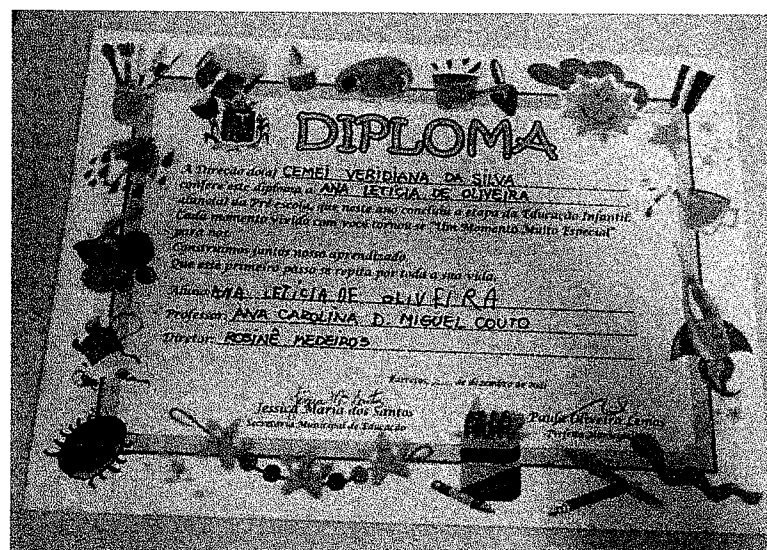 DIPLOMA
A Direção do(a) CEMEI VERIDIANA DA SILVA
confere este diploma a ANA LETÍCIA DE OLIVEIRA
aluno(a) da Pré-escola, que neste ano concluiu a etapa da Educação Infantil.
Cada momento vivido com você tornou-se "Um Momento Muito Especial"
para nós.
Construímos juntos nosso aprendizado.
Que esse primeiro passo se repita por toda a sua vida.
Aluno: ANA LETÍCIA DE OLIVEIRA
Professor: ANA CAROLINA D. MIGUEL COUTO
Diretor: ROSINÊ MEDEIROS
Barretos, de dezembro de
Jéssica Maria dos Santos
Secretária Municipal de Educação
Paula Oliveira Lemos
Prefeita